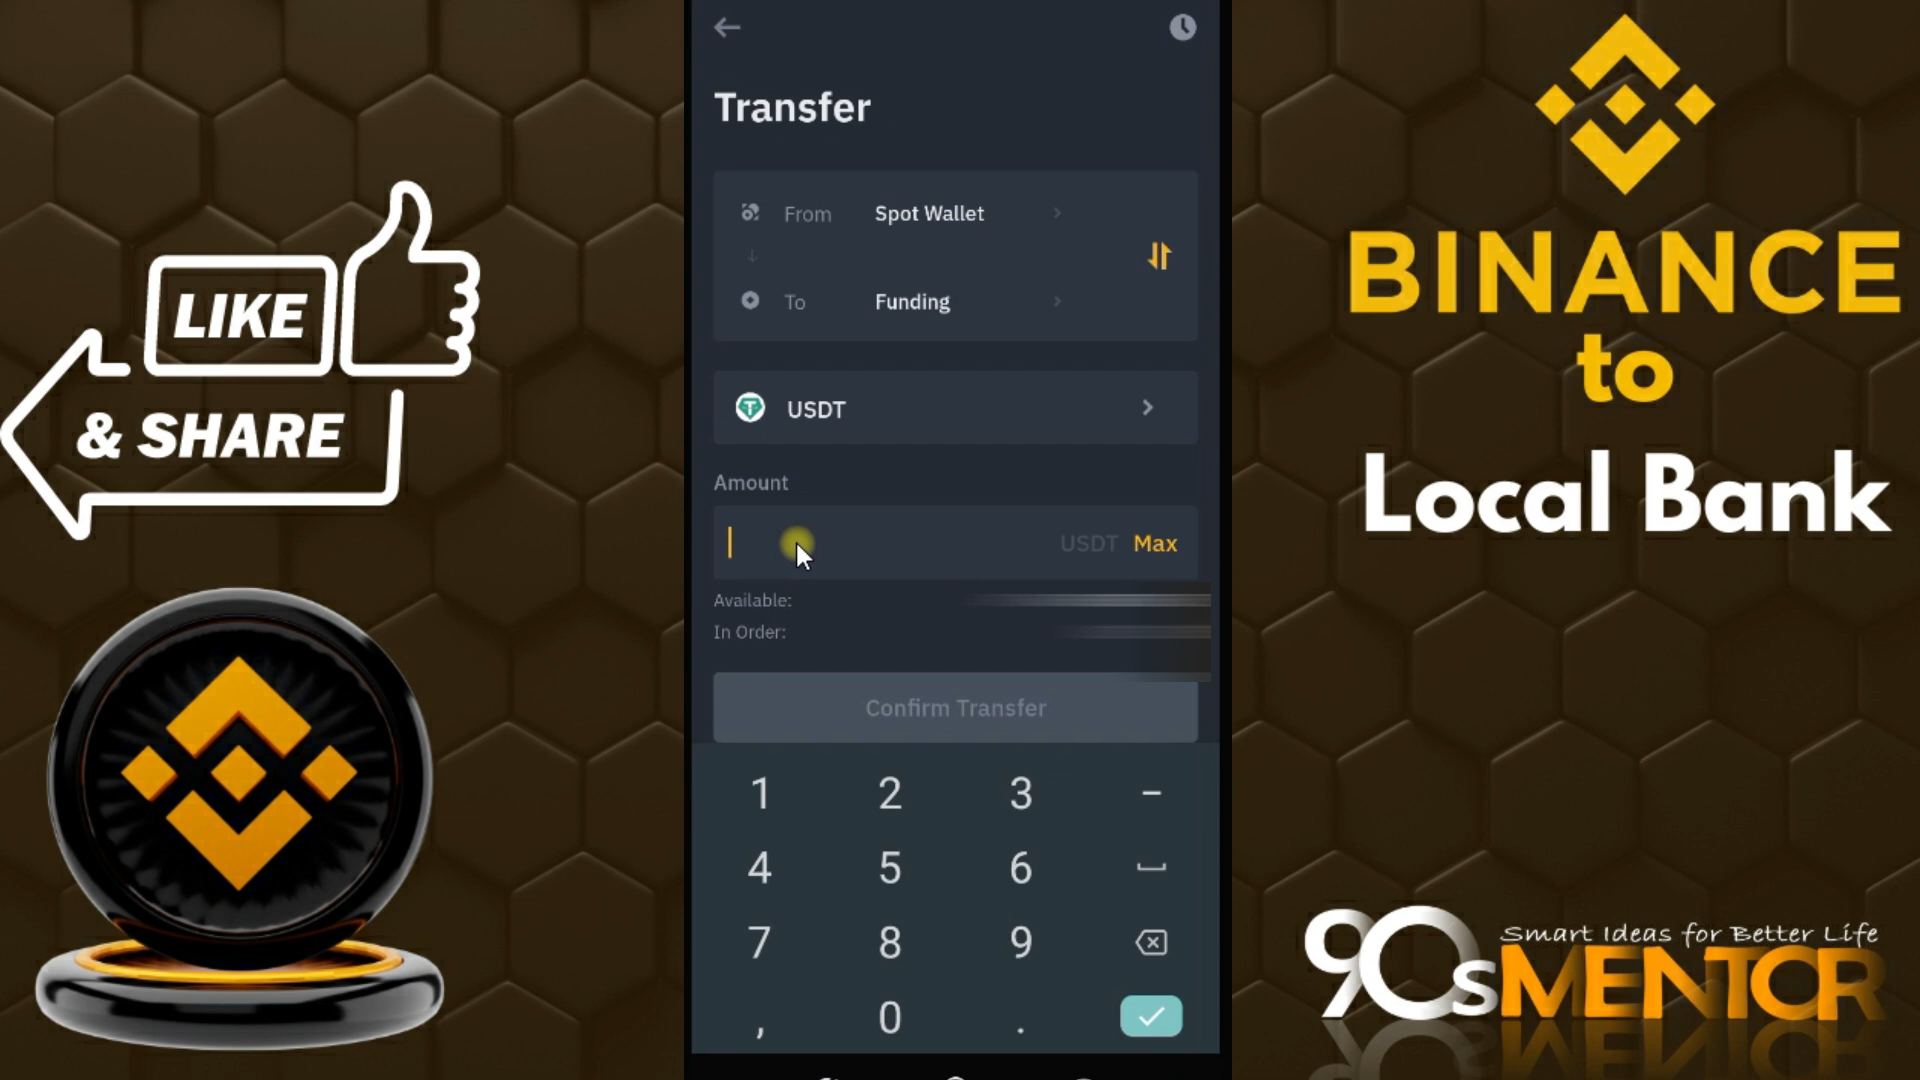 LIKE
& SHARE
Transfer
From Spot Wallet
To Funding
USDT
Amount
USDT Max
Available:
In Order:
Confirm Transfer
1 2 3 –
4 5 6
7 8 9
, 0 .
BINANCE
to
Local Bank
Smart Ideas for Better Life
90sMENTOR